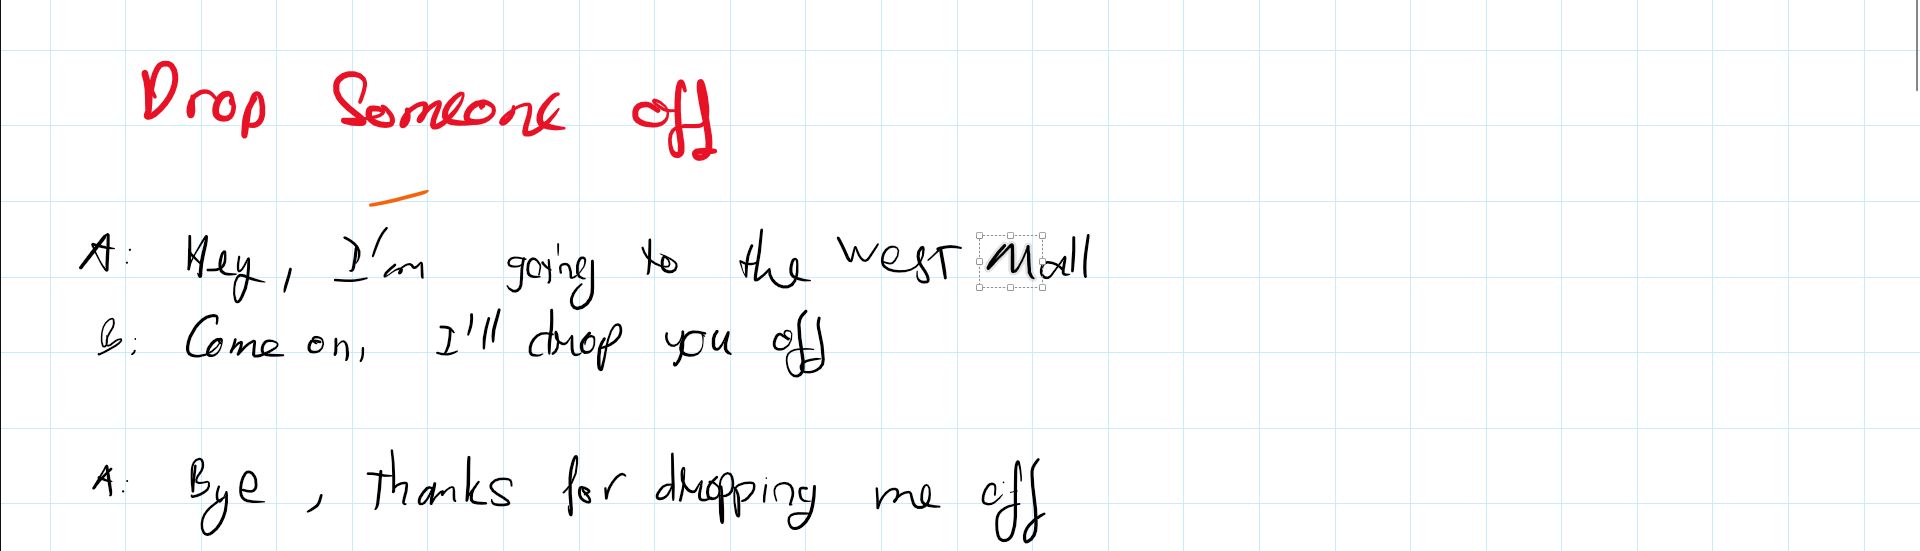 Drop Someone off
A: Hey, I'm going to the west Mall
B: Come on, I'll drop you off
A: Bye, thanks for dropping me off